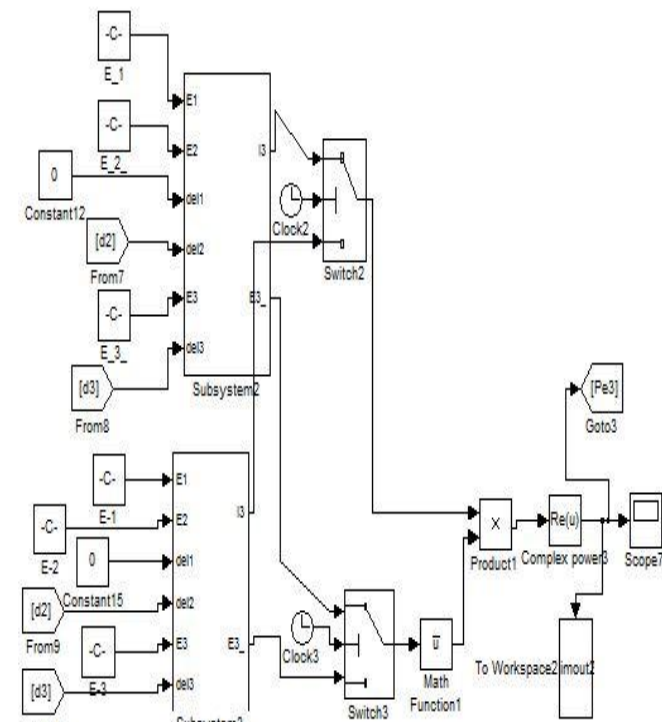 -C-
E_1
-C-
E_2_
0
Constant12
[d2]
From7
-C-
E_3_
[d3]
From8
E1
E2
del1
del2
E3
del3
I3
E3_
Subsystem2
Clock2
Switch2
-C-
E-1
-C-
E-2
0
Constant15
[d2]
From9
-C-
E-3
[d3]
E1
E2
del1
del2
E3
del3
I3
E3_
Clock3
Switch3
u
Math
Function1
×
Product1
Re(u)
Complex power3
[Pe3]
Goto3
Scope7
To Workspace2
imout2